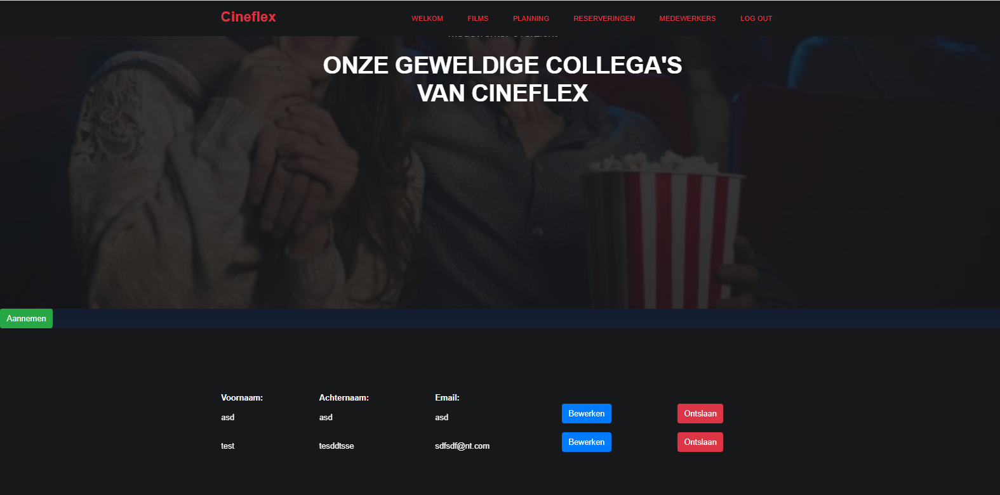 Cineflex
WELKOM FILMS PLANNING RESERVERINGEN MEDEWERKERS LOG OUT
ONZE GEWELDIGE COLLEGA'S
VAN CINEFLEX
Aannemen
Voornaam: Achternaam: Email:
asd asd asd Bewerken Ontslaan
test tesddtsse sdfsdf@nt.com Bewerken Ontslaan